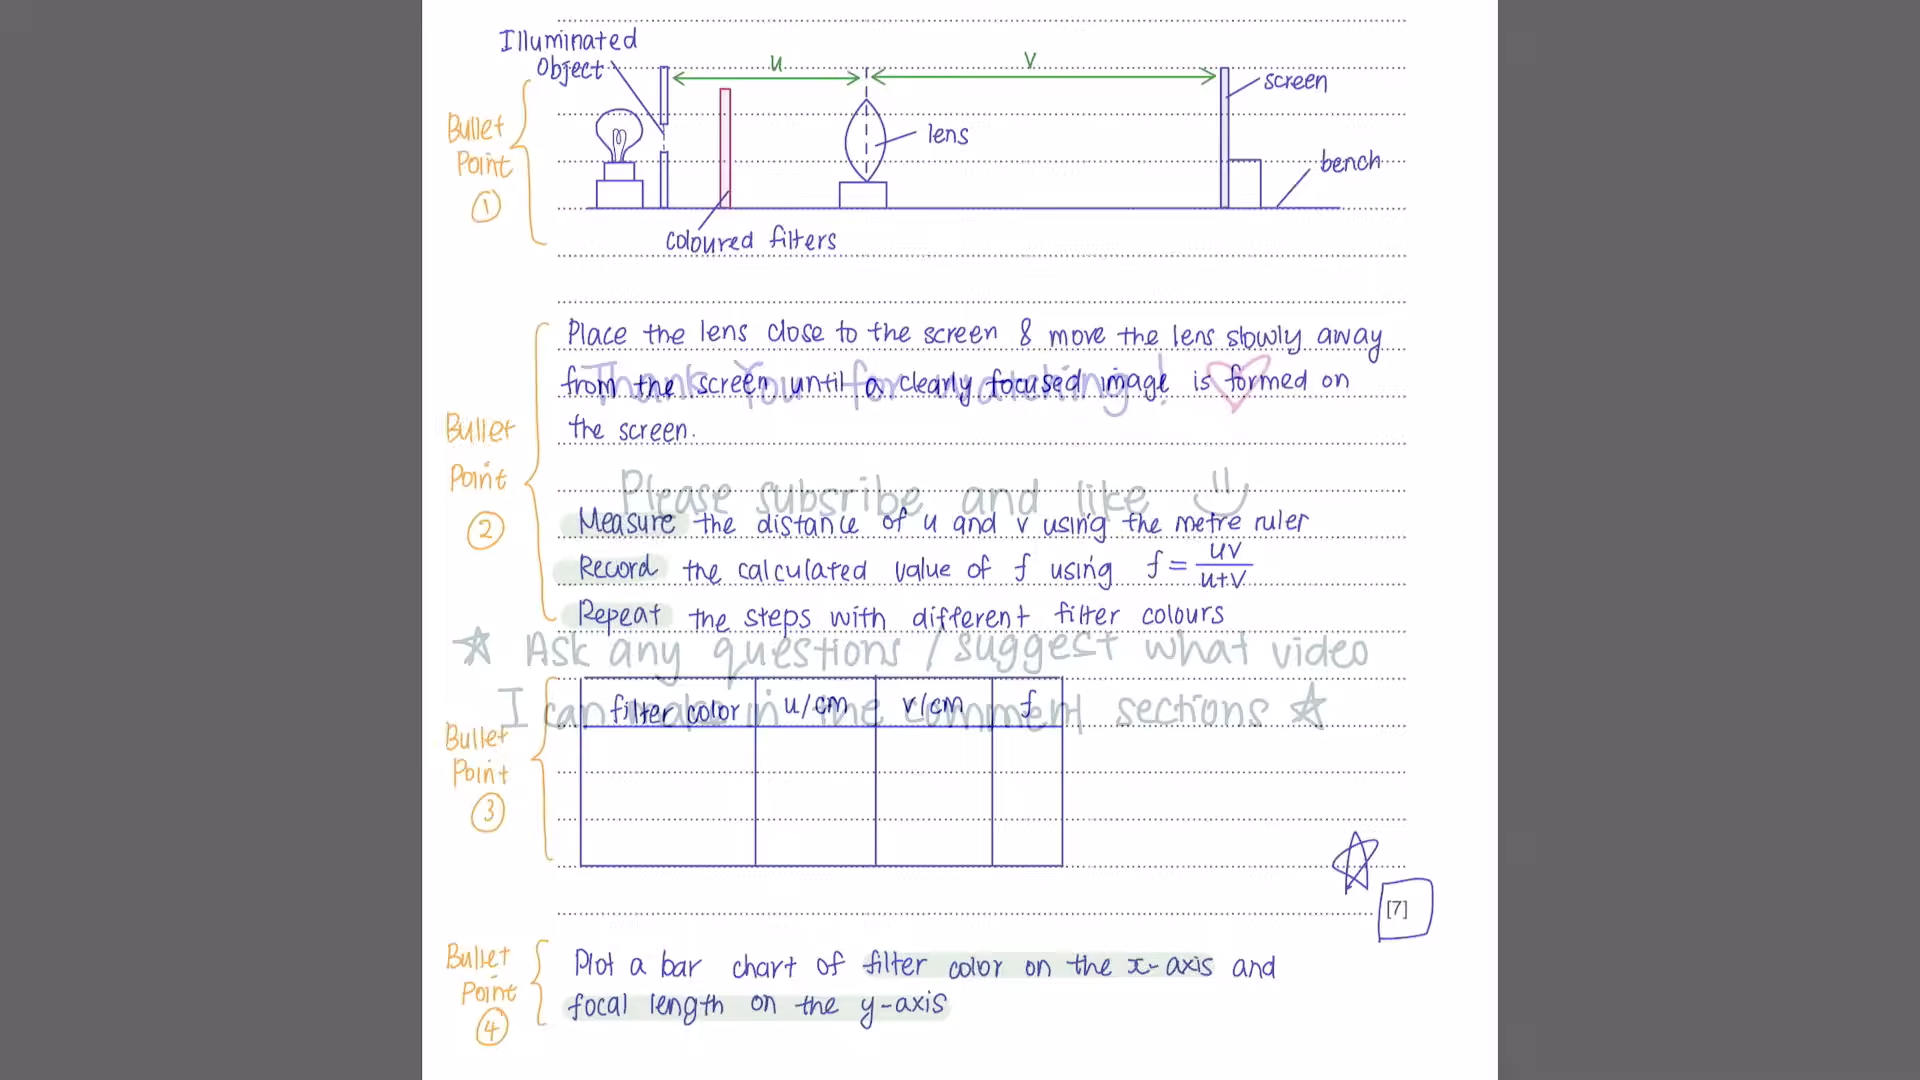 Illuminated
Object
u
v
screen
lens
bench
coloured filters
Bullet
Point
1
Place the lens close to the screen & move the lens slowly away
from the screen until a clearly focused image is formed on
the screen.
Thank You for watching!
Bullet
Point
2
Please subsribe and like
Measure the distance of u and v using the metre ruler
Record the calculated value of f using f = uv
u+v
Repeat the steps with different filter colours
Ask any questions / suggest what video
I can make in the comment sections
filter color u/cm v/cm f
Bullet
Point
3
[7]
Bullet
Point
4
Plot a bar chart of filter color on the x-axis and
focal length on the y-axis